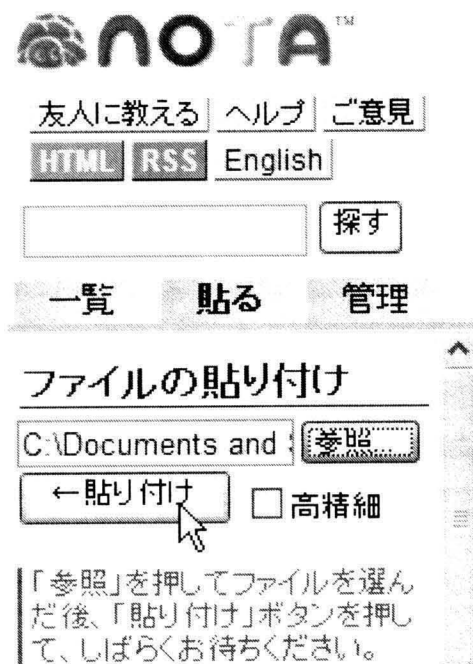 NOTA™
友人に教える ヘルプ ご意見
HTML RSS English
探す
一覧 貼る 管理
ファイルの貼り付け
C:\Documents and 参照...
←貼り付け 高精細
「参照」を押してファイルを選ん
だ後、「貼り付け」ボタンを押し
て、しばらくお待ちください。